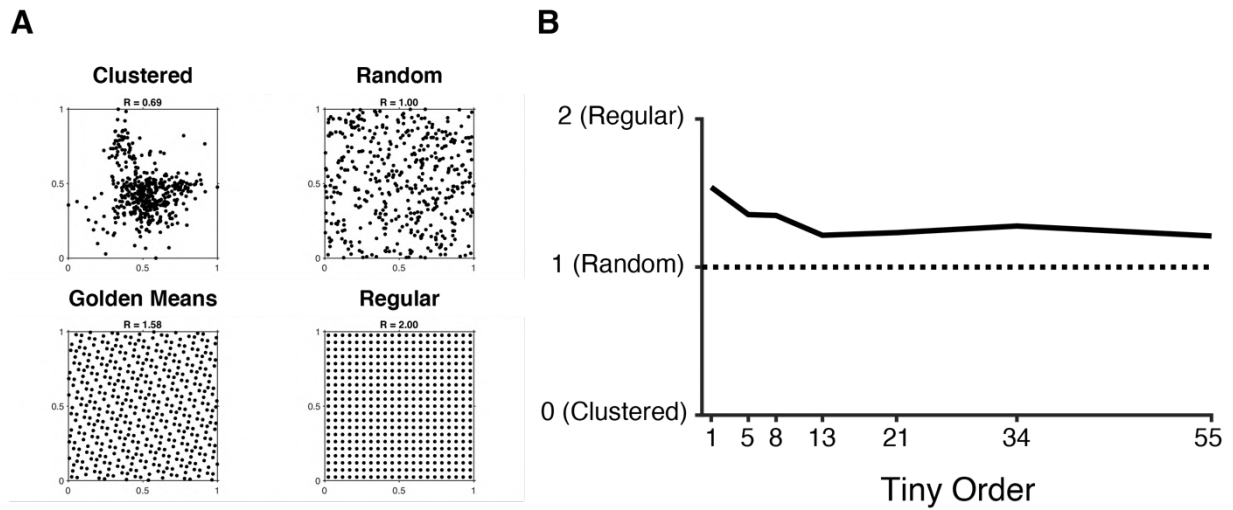 A
Clustered
R = 0.69
1
0.5
0
0 0.5 1
Random
R = 1.00
1
0.5
0
0 0.5 1
Golden Means
R = 1.58
1
0.5
0
0 0.5 1
Regular
R = 2.00
1
0.5
0
0 0.5 1
B
2 (Regular)
1 (Random)
0 (Clustered)
1 5 8 13 21 34 55
Tiny Order